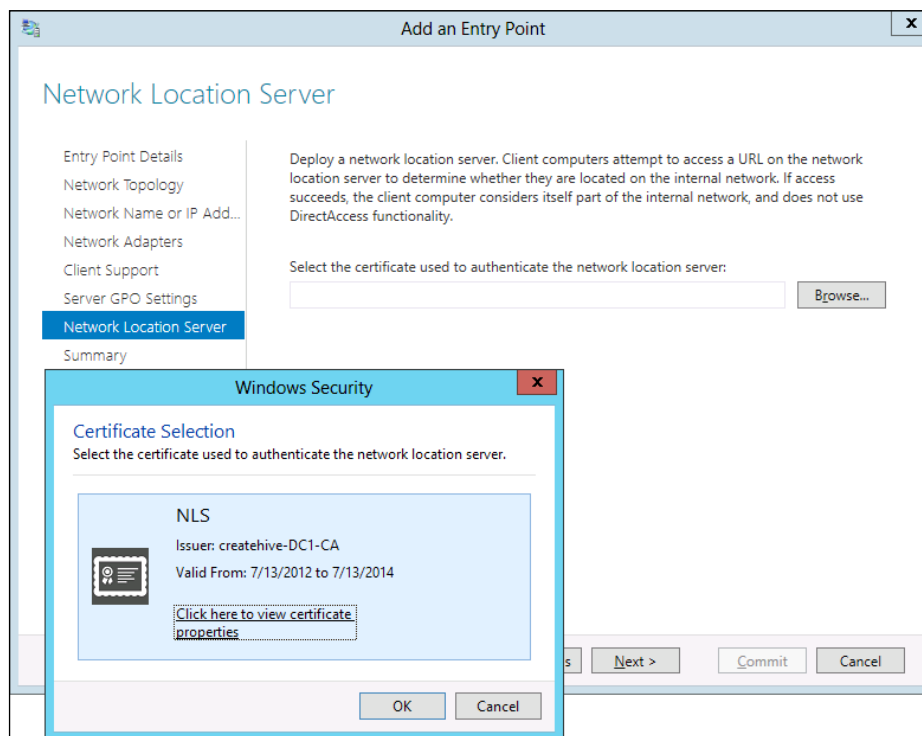 Add an Entry Point
x
Network Location Server
Entry Point Details
Network Topology
Network Name or IP Add...
Network Adapters
Client Support
Server GPO Settings
Network Location Server
Summary
Deploy a network location server. Client computers attempt to access a URL on the network
location server to determine whether they are located on the internal network. If access
succeeds, the client computer considers itself part of the internal network, and does not use
DirectAccess functionality.
Select the certificate used to authenticate the network location server:
Browse...
Windows Security
x
Certificate Selection
Select the certificate used to authenticate the network location server.
NLS
Issuer: createhive-DC1-CA
Valid From: 7/13/2012 to 7/13/2014
Click here to view certificate
properties
OK
Cancel
Next >
Commit
Cancel